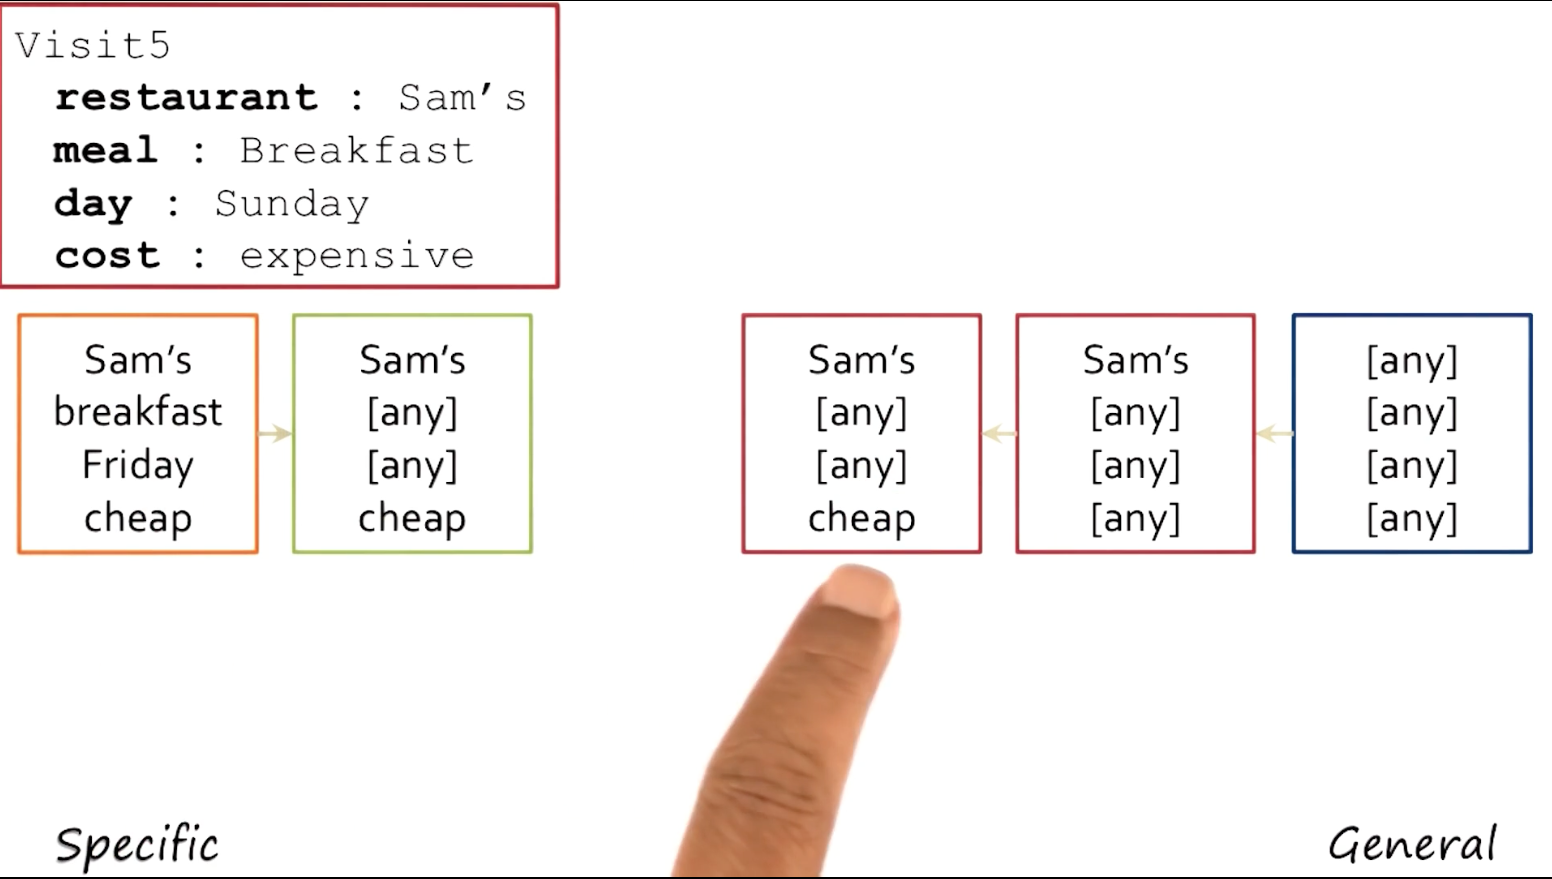 Visit5
restaurant : Sam's
meal : Breakfast
day : Sunday
cost : expensive
Sam's
breakfast
Friday
cheap
Sam's
[any]
[any]
cheap
Sam's
[any]
[any]
cheap
Sam's
[any]
[any]
[any]
[any]
[any]
[any]
[any]
Specific
General